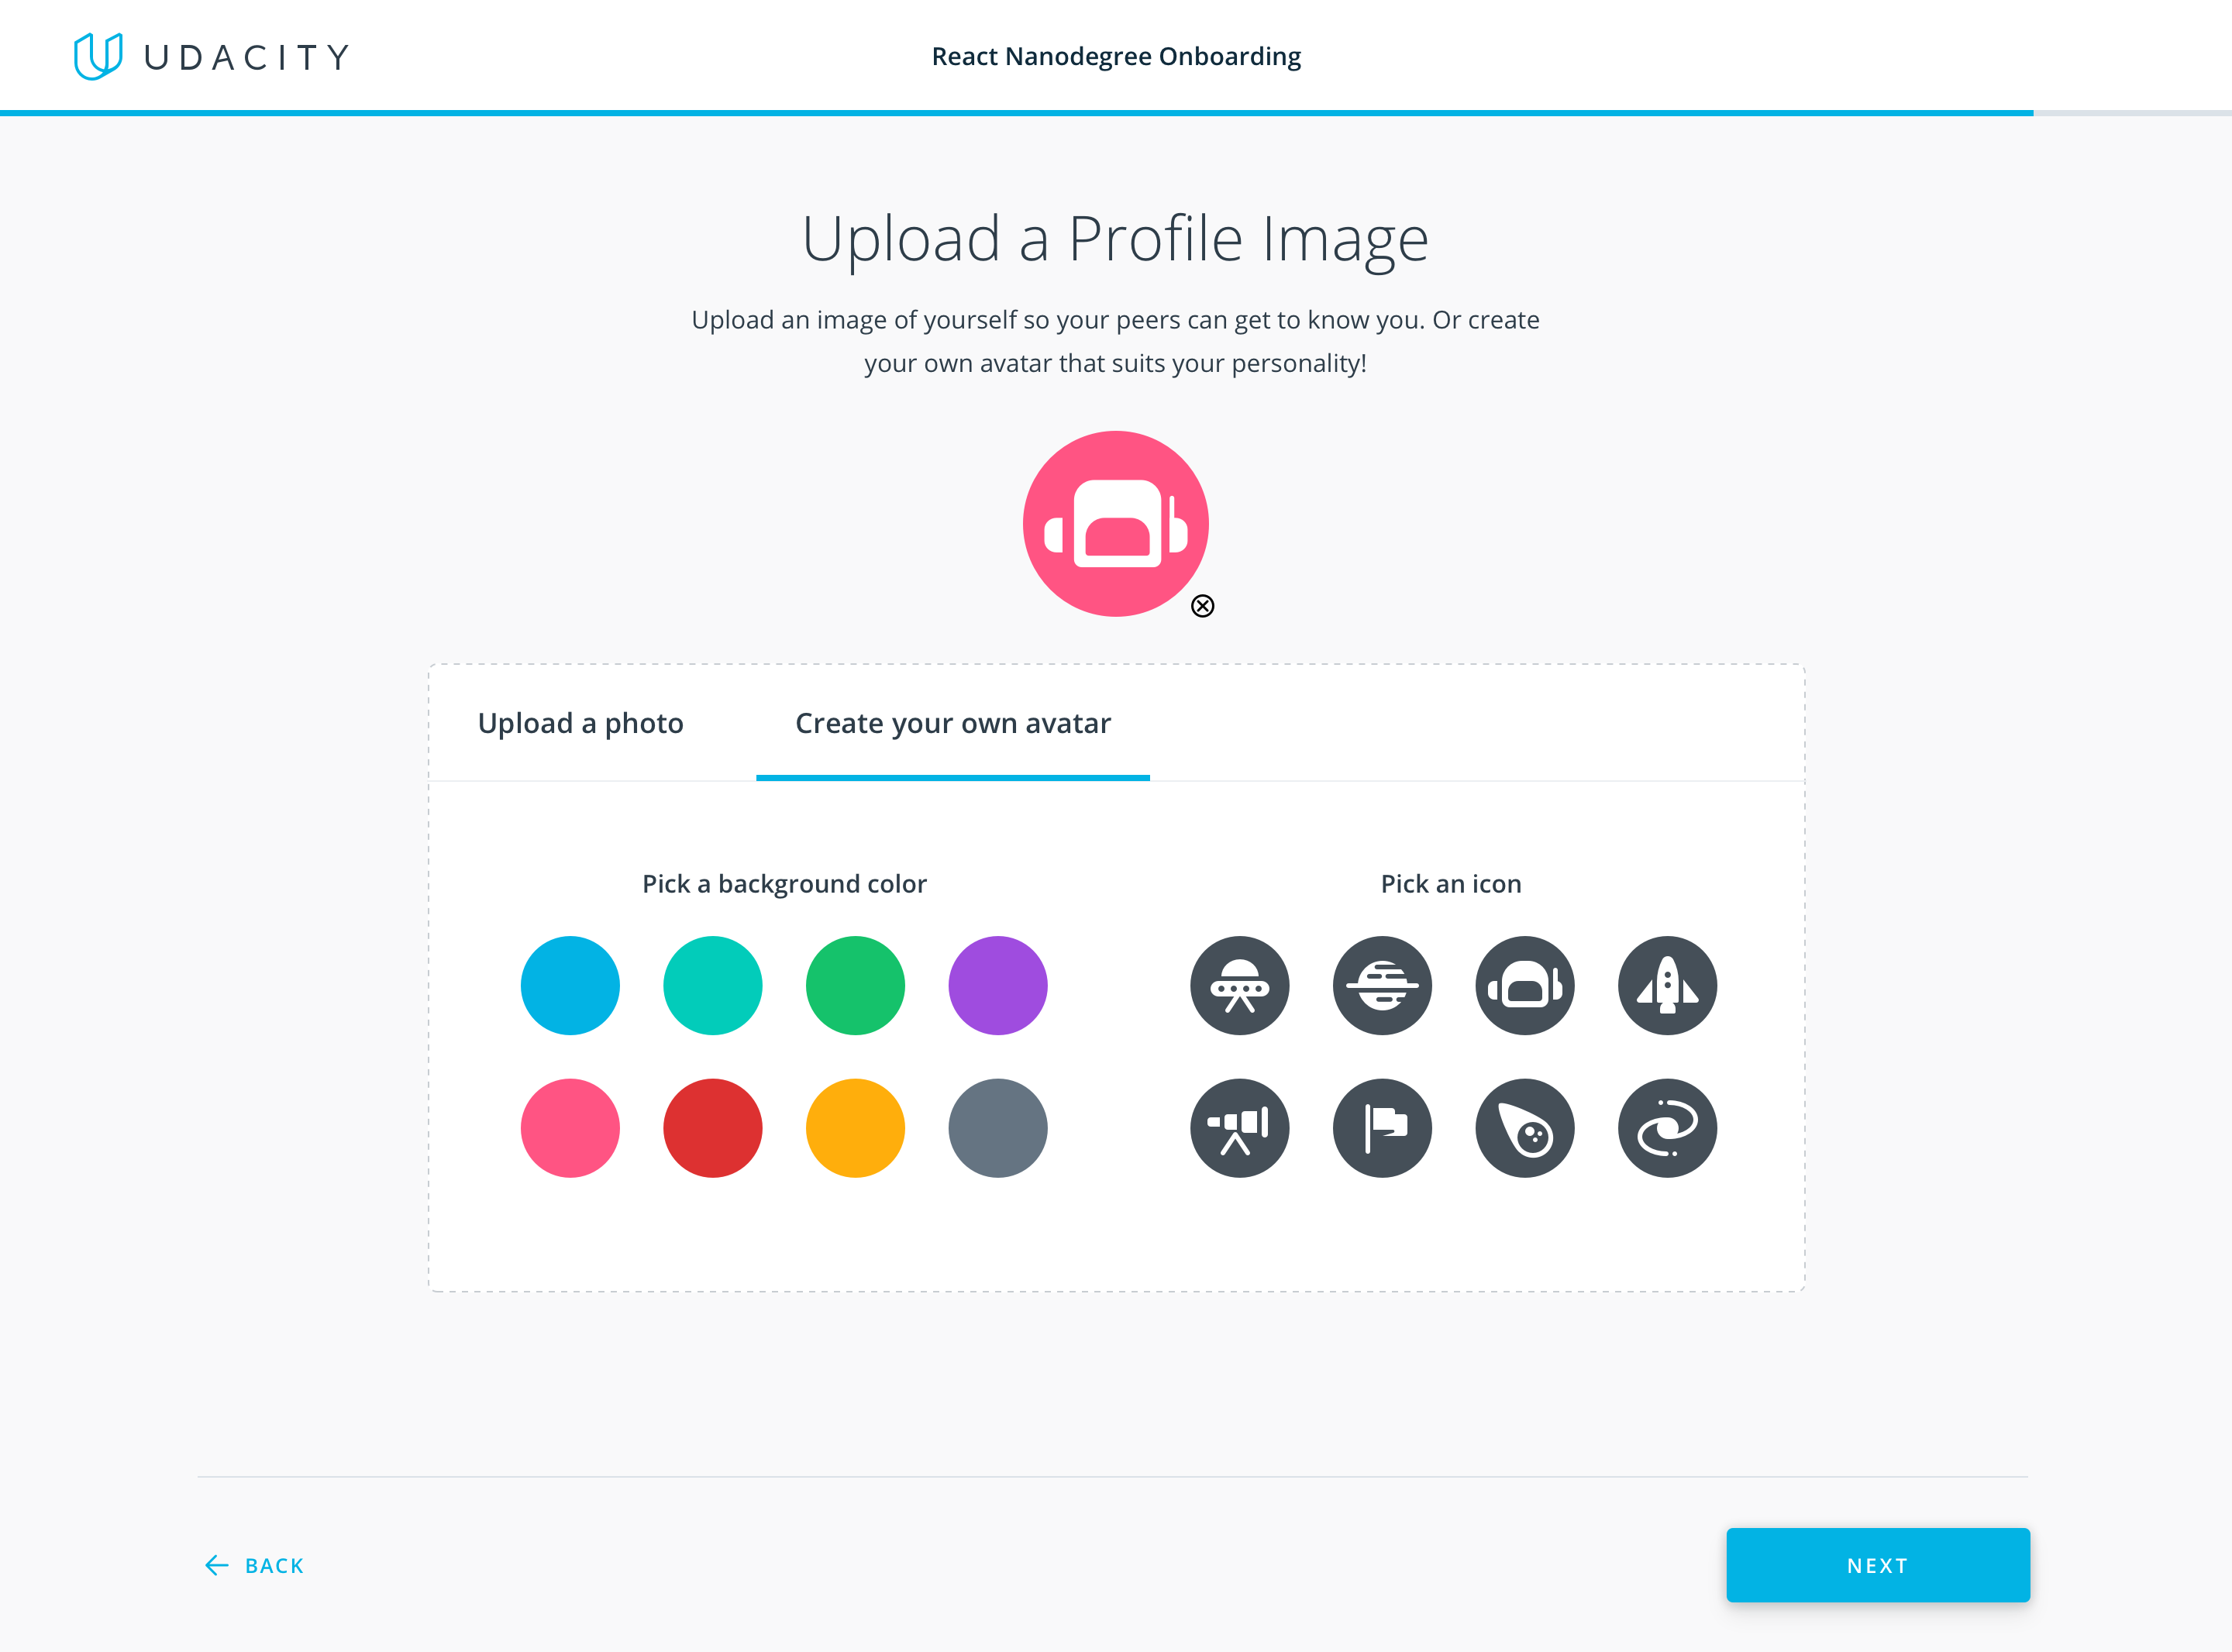 UDACITY
React Nanodegree Onboarding
Upload a Profile Image
Upload an image of yourself so your peers can get to know you. Or create
your own avatar that suits your personality!
Upload a photo
Create your own avatar
Pick a background color
Pick an icon
BACK
NEXT